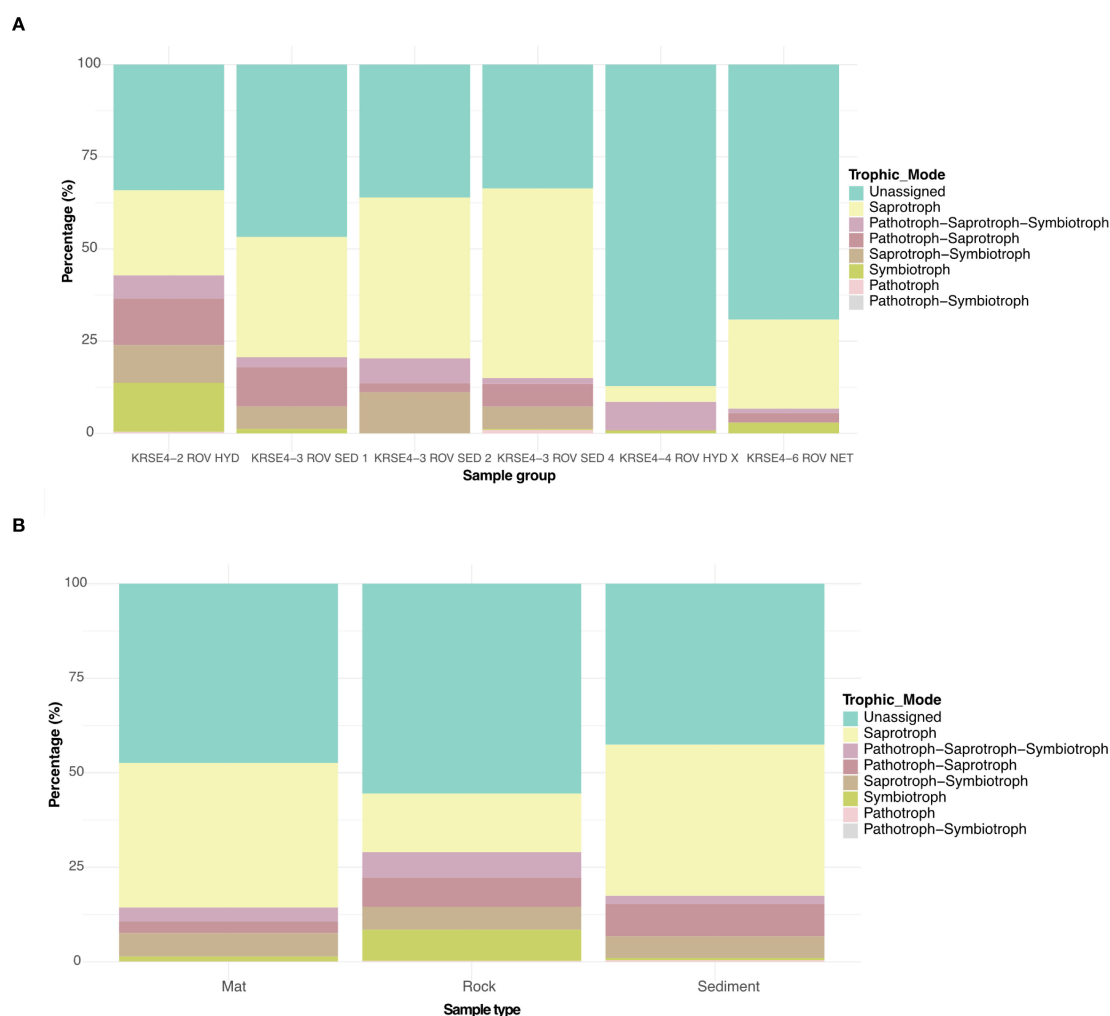 A
100
75
50
25
0
Percentage (%)
KRSE4−2 ROV HYD
KRSE4−3 ROV SED 1
KRSE4−3 ROV SED 2
KRSE4−3 ROV SED 4
KRSE4−4 ROV HYD X
KRSE4−6 ROV NET
Sample group
Trophic_Mode
Unassigned
Saprotroph
Pathotroph−Saprotroph−Symbiotroph
Pathotroph−Saprotroph
Saprotroph−Symbiotroph
Symbiotroph
Pathotroph
Pathotroph−Symbiotroph
B
100
75
50
25
0
Percentage (%)
Mat
Rock
Sediment
Sample type
Trophic_Mode
Unassigned
Saprotroph
Pathotroph−Saprotroph−Symbiotroph
Pathotroph−Saprotroph
Saprotroph−Symbiotroph
Symbiotroph
Pathotroph
Pathotroph−Symbiotroph